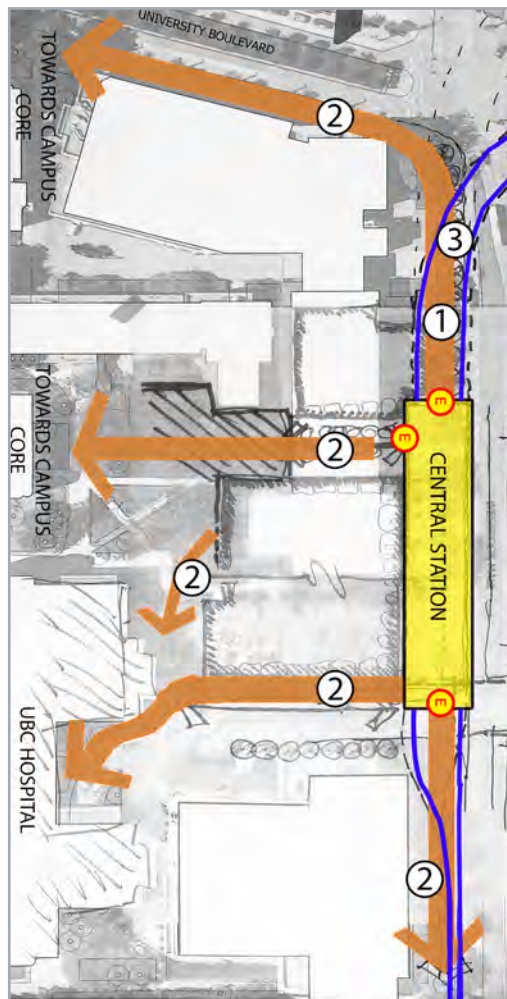 UNIVERSITY BOULEVARD
TOWARDS CAMPUS
CORE
2
3
1
E
TOWARDS CAMPUS
CORE
2
E
CENTRAL STATION
2
2
E
UBC HOSPITAL
2